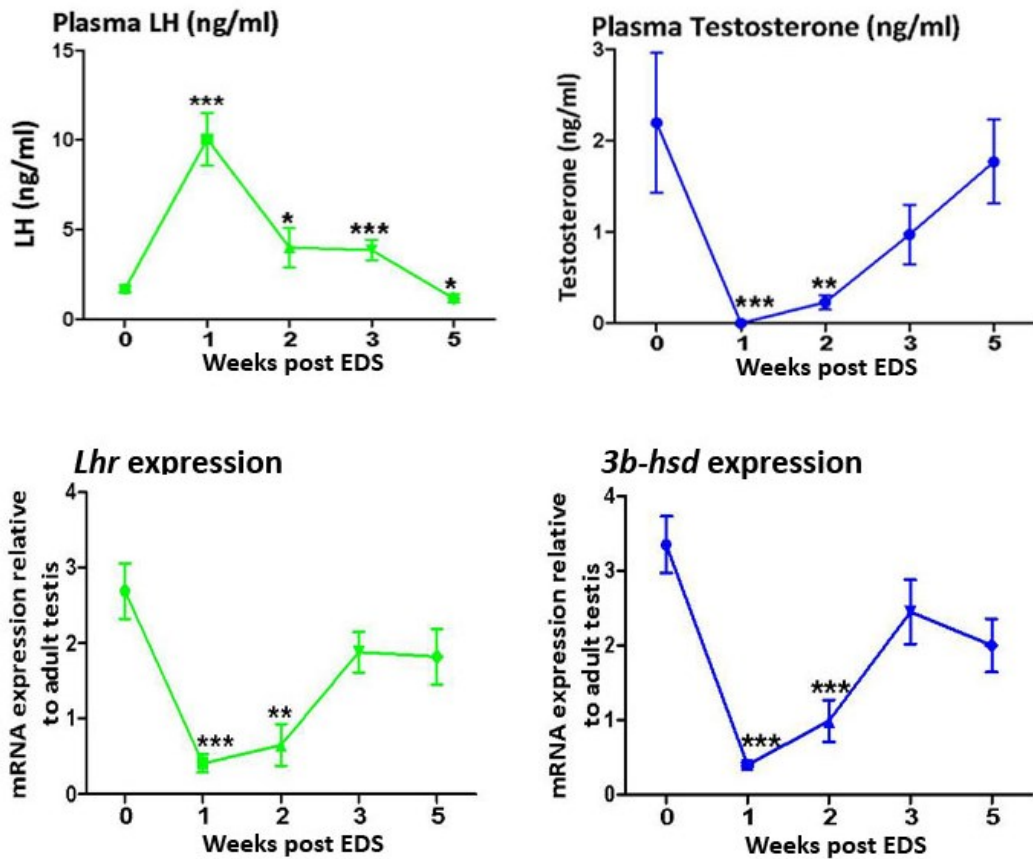 Plasma LH (ng/ml)
LH (ng/ml)
15
10
5
0
***
*
***
*
0 1 2 3 5
Weeks post EDS
Plasma Testosterone (ng/ml)
Testosterone (ng/ml)
3
2
1
0
***
**
0 1 2 3 5
Weeks post EDS
Lhr expression
mRNA expression relative
to adult testis
4
3
2
1
0
***
**
0 1 2 3 5
Weeks post EDS
3b-hsd expression
mRNA expression relative
to adult testis
4
3
2
1
0
***
***
0 1 2 3 5
Weeks post EDS